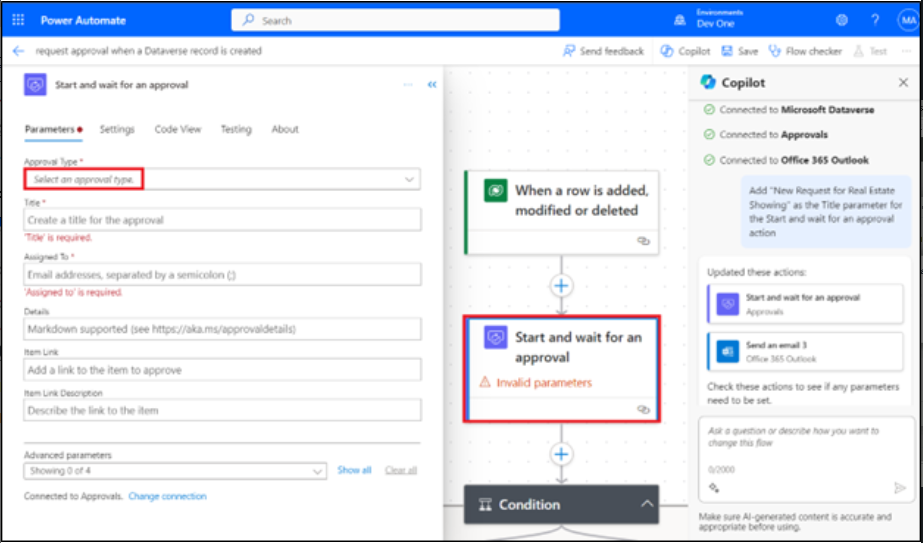 Power Automate
Search
Environments
Dev One
?
MA
request approval when a Dataverse record is created
Send feedback
Copilot
Save
Flow checker
Test
Start and wait for an approval
Parameters
Settings
Code View
Testing
About
Approval Type *
Select an approval type.
Title *
Create a title for the approval
'Title' is required.
Assigned To *
Email addresses, separated by a semicolon (;)
'Assigned to' is required.
Details
Markdown supported (see https://aka.ms/approvaldetails)
Item Link
Add a link to the item to approve
Item Link Description
Describe the link to the item
Advanced parameters
Showing 0 of 4
Show all
Clear all
Connected to Approvals. Change connection
When a row is added,
modified or deleted
Start and wait for an
approval
Invalid parameters
Condition
Copilot
Connected to Microsoft Dataverse
Connected to Approvals
Connected to Office 365 Outlook
Add "New Request for Real Estate
Showing" as the Title parameter for
the Start and wait for an approval
action
Updated these actions:
Start and wait for an approval
Approvals
Send an email 3
Office 365 Outlook
Check these actions to see if any parameters
need to be set.
Ask a question or describe how you want to
change this flow
0/2000
Make sure AI-generated content is accurate and
appropriate before using.